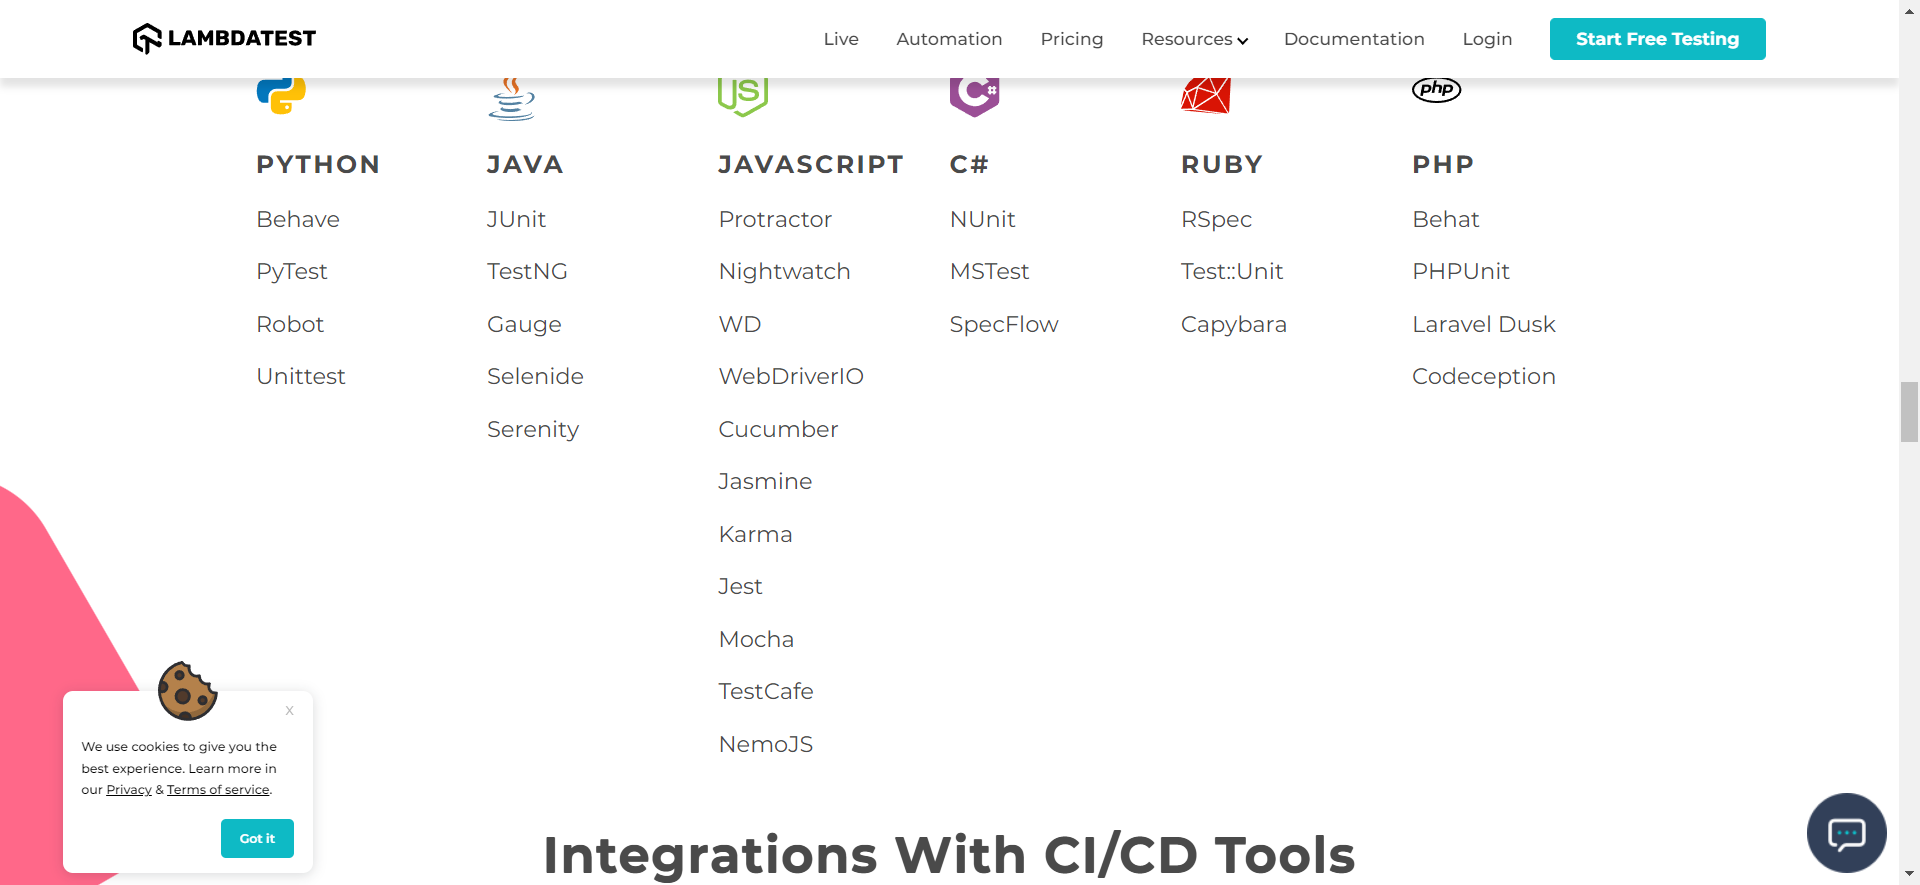 LAMBDATEST
Live
Automation
Pricing
Resources
Documentation
Login
Start Free Testing
JS
C#
php
PYTHON
Behave
PyTest
Robot
Unittest
JAVA
JUnit
TestNG
Gauge
Selenide
Serenity
JAVASCRIPT
Protractor
Nightwatch
WD
WebDriverIO
Cucumber
Jasmine
Karma
Jest
Mocha
TestCafe
NemoJS
C#
NUnit
MSTest
SpecFlow
RUBY
RSpec
Test::Unit
Capybara
PHP
Behat
PHPUnit
Laravel Dusk
Codeception
X
We use cookies to give you the
best experience. Learn more in
our Privacy & Terms of service.
Got it
Integrations With CI/CD Tools